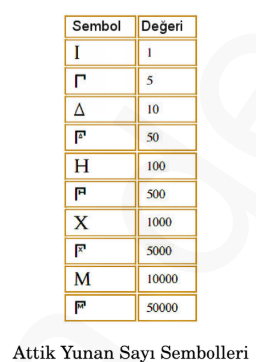 Sembol Değeri
Ι 1
𐅃 5
Δ 10
𐅄 50
Η 100
𐅅 500
Χ 1000
𐅆 5000
Μ 10000
𐅇 50000
Attik Yunan Sayı Sembolleri